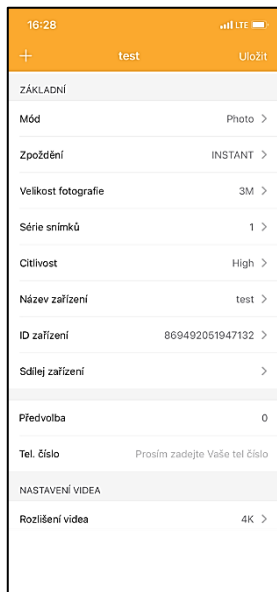 16:28 LTE
+ test Uložit
ZÁKLADNÍ
Mód Photo >
Zpoždění INSTANT >
Velikost fotografie 3M >
Série snímků 1 >
Citlivost High >
Název zařízení test >
ID zařízení 869492051947132 >
Sdílej zařízení >
Předvolba 0
Tel. číslo Prosím zadejte Vaše tel číslo
NASTAVENÍ VIDEA
Rozlišení videa 4K >